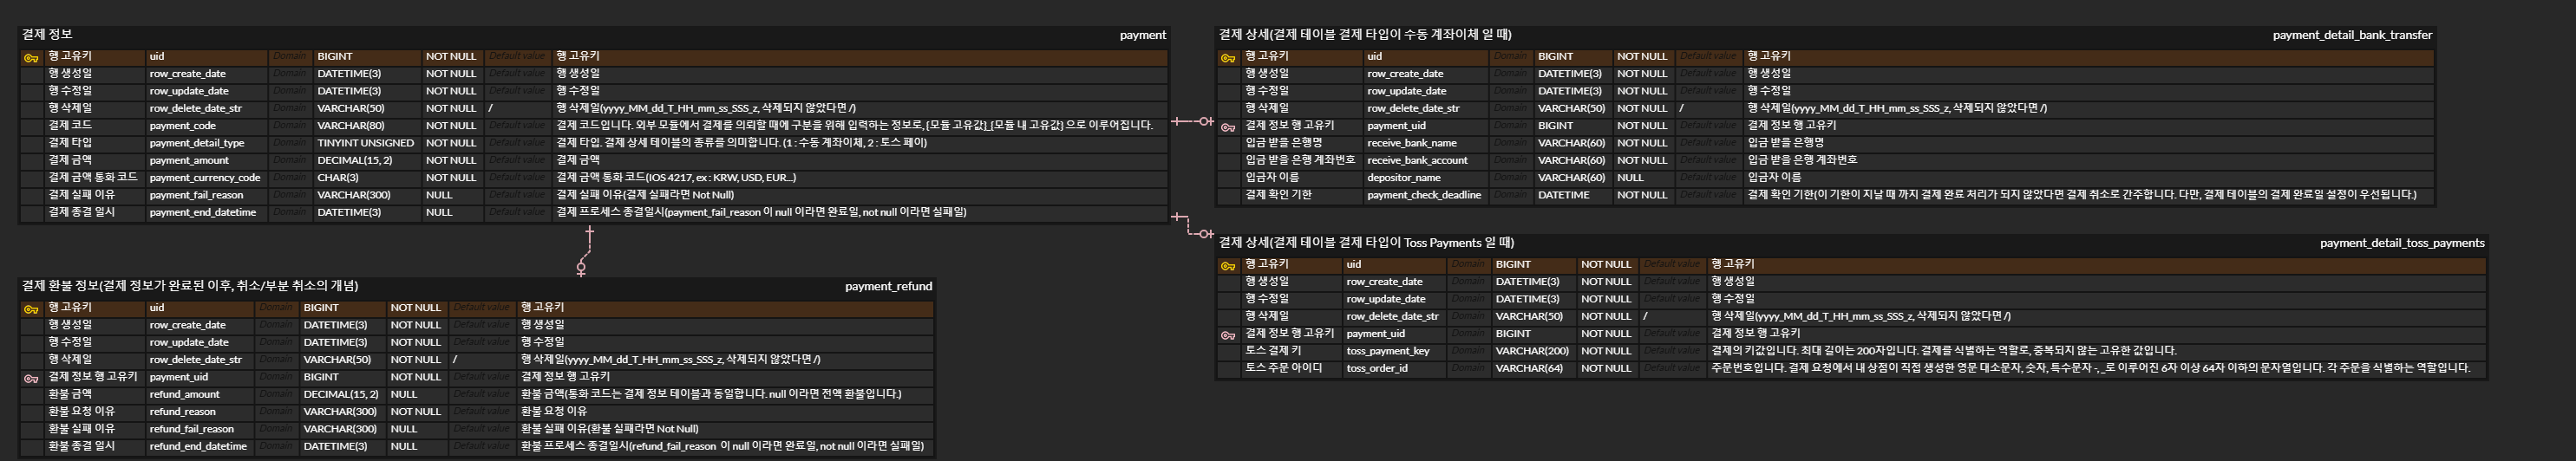 결제 정보 payment
행 고유키 uid Domain BIGINT NOT NULL Default value 행 고유키
행 생성일 row_create_date Domain DATETIME(3) NOT NULL Default value 행 생성일
행 수정일 row_update_date Domain DATETIME(3) NOT NULL Default value 행 수정일
행 삭제일 row_delete_date_str Domain VARCHAR(50) NOT NULL / 행 삭제일(yyyy_MM_dd_T_HH_mm_ss_SSS_z, 삭제되지 않았다면 /)
결제 코드 payment_code Domain VARCHAR(80) NOT NULL Default value 결제 코드입니다. 외부 모듈에서 결제를 의뢰할 때에 구분을 위해 입력하는 정보로, {모듈 고유값}_{모듈 내 고유값} 으로 이루어집니다.
결제 타입 payment_detail_type Domain TINYINT UNSIGNED NOT NULL Default value 결제 타입. 결제 상세 테이블의 종류를 의미합니다. (1 : 수동 계좌이체, 2 : 토스 페이)
결제 금액 payment_amount Domain DECIMAL(15, 2) NOT NULL Default value 결제 금액
결제 금액 통화 코드 payment_currency_code Domain CHAR(3) NOT NULL Default value 결제 금액 통화 코드(IOS 4217, ex : KRW, USD, EUR...)
결제 실패 이유 payment_fail_reason Domain VARCHAR(300) NULL Default value 결제 실패 이유(결제 실패라면 Not Null)
결제 종결 일시 payment_end_datetime Domain DATETIME(3) NULL Default value 결제 프로세스 종결일시(payment_fail_reason 이 null 이라면 완료일, not null 이라면 실패일)
결제 상세(결제 테이블 결제 타입이 수동 계좌이체 일 때) payment_detail_bank_transfer
행 고유키 uid Domain BIGINT NOT NULL Default value 행 고유키
행 생성일 row_create_date Domain DATETIME(3) NOT NULL Default value 행 생성일
행 수정일 row_update_date Domain DATETIME(3) NOT NULL Default value 행 수정일
행 삭제일 row_delete_date_str Domain VARCHAR(50) NOT NULL / 행 삭제일(yyyy_MM_dd_T_HH_mm_ss_SSS_z, 삭제되지 않았다면 /)
결제 정보 행 고유키 payment_uid Domain BIGINT NOT NULL Default value 결제 정보 행 고유키
입금 받을 은행명 receive_bank_name Domain VARCHAR(60) NOT NULL Default value 입금 받을 은행명
입금 받을 은행 계좌번호 receive_bank_account Domain VARCHAR(60) NOT NULL Default value 입금 받을 은행 계좌번호
입금자 이름 depositor_name Domain VARCHAR(60) NULL Default value 입금자 이름
결제 확인 기한 payment_check_deadline Domain DATETIME NOT NULL Default value 결제 확인 기한(이 기한이 지날 때 까지 결제 완료 처리가 되지 않았다면 결제 취소로 간주합니다. 다만, 결제 테이블의 결제 완료일 설정이 우선됩니다.)
결제 상세(결제 테이블 결제 타입이 Toss Payments 일 때) payment_detail_toss_payments
행 고유키 uid Domain BIGINT NOT NULL Default value 행 고유키
행 생성일 row_create_date Domain DATETIME(3) NOT NULL Default value 행 생성일
행 수정일 row_update_date Domain DATETIME(3) NOT NULL Default value 행 수정일
행 삭제일 row_delete_date_str Domain VARCHAR(50) NOT NULL / 행 삭제일(yyyy_MM_dd_T_HH_mm_ss_SSS_z, 삭제되지 않았다면 /)
결제 정보 행 고유키 payment_uid Domain BIGINT NOT NULL Default value 결제 정보 행 고유키
토스 결제 키 toss_payment_key Domain VARCHAR(200) NOT NULL Default value 결제의 키값입니다. 최대 길이는 200자입니다. 결제를 식별하는 역할로, 중복되지 않는 고유한 값입니다.
토스 주문 아이디 toss_order_id Domain VARCHAR(64) NOT NULL Default value 주문번호입니다. 결제 요청에서 내 상점이 직접 생성한 영문 대소문자, 숫자, 특수문자 -, _로 이루어진 6자 이상 64자 이하의 문자열입니다. 각 주문을 식별하는 역할입니다.
결제 환불 정보(결제 정보가 완료된 이후, 취소/부분 취소의 개념) payment_refund
행 고유키 uid Domain BIGINT NOT NULL Default value 행 고유키
행 생성일 row_create_date Domain DATETIME(3) NOT NULL Default value 행 생성일
행 수정일 row_update_date Domain DATETIME(3) NOT NULL Default value 행 수정일
행 삭제일 row_delete_date_str Domain VARCHAR(50) NOT NULL / 행 삭제일(yyyy_MM_dd_T_HH_mm_ss_SSS_z, 삭제되지 않았다면 /)
결제 정보 행 고유키 payment_uid Domain BIGINT NOT NULL Default value 결제 정보 행 고유키
환불 금액 refund_amount Domain DECIMAL(15, 2) NULL Default value 환불 금액(통화 코드는 결제 정보 테이블과 동일합니다. null 이라면 전액 환불입니다.)
환불 요청 이유 refund_reason Domain VARCHAR(300) NOT NULL Default value 환불 요청 이유
환불 실패 이유 refund_fail_reason Domain VARCHAR(300) NULL Default value 환불 실패 이유(환불 실패라면 Not Null)
환불 종결 일시 refund_end_datetime Domain DATETIME(3) NULL Default value 환불 프로세스 종결일시(refund_fail_reason 이 null 이라면 완료일, not null 이라면 실패일)